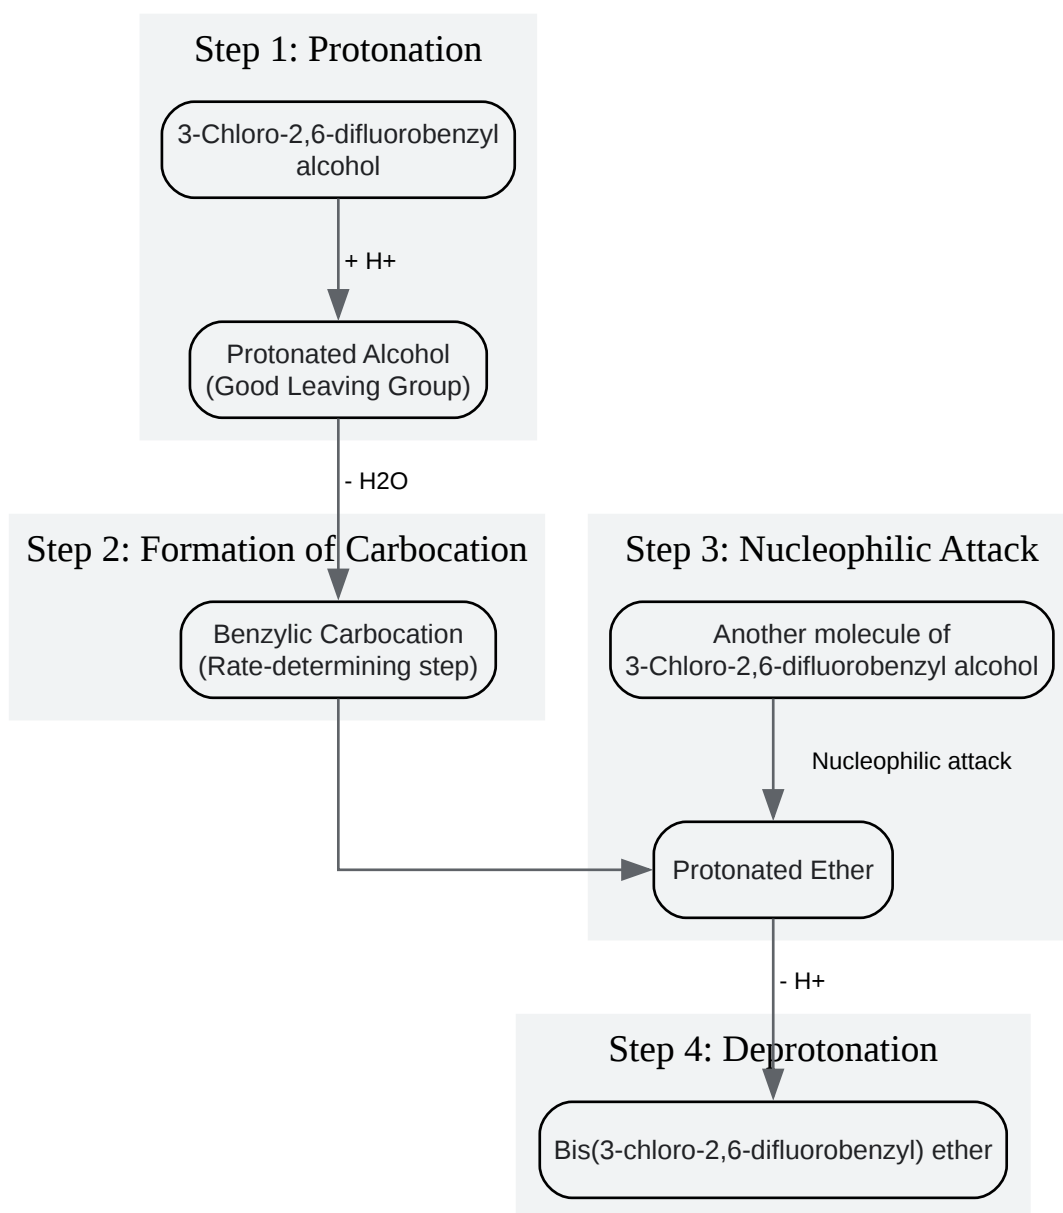 Step 1: Protonation
3-Chloro-2,6-difluorobenzyl
alcohol
+ H+
Protonated Alcohol
(Good Leaving Group)
- H2O
Step 2: Formation of Carbocation
Benzylic Carbocation
(Rate-determining step)
Step 3: Nucleophilic Attack
Another molecule of
3-Chloro-2,6-difluorobenzyl alcohol
Nucleophilic attack
Protonated Ether
- H+
Step 4: Deprotonation
Bis(3-chloro-2,6-difluorobenzyl) ether